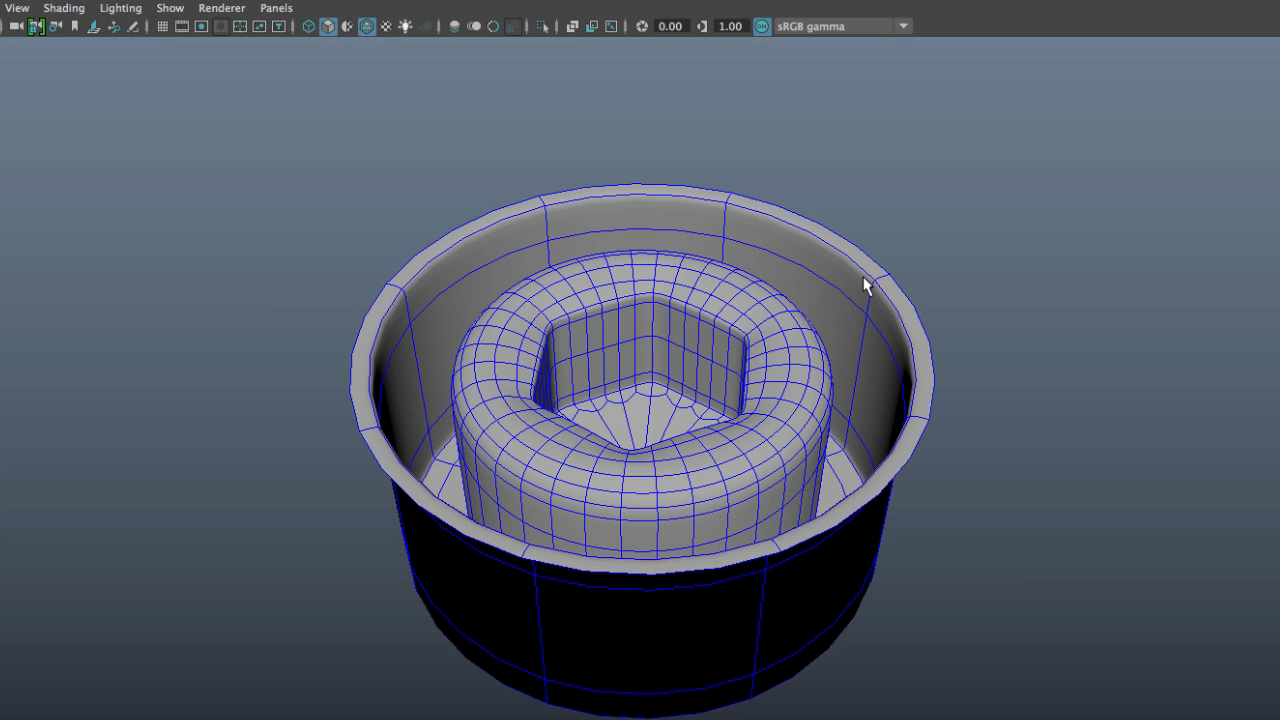 View Shading Lighting Show Renderer Panels
0.00 1.00 sRGB gamma